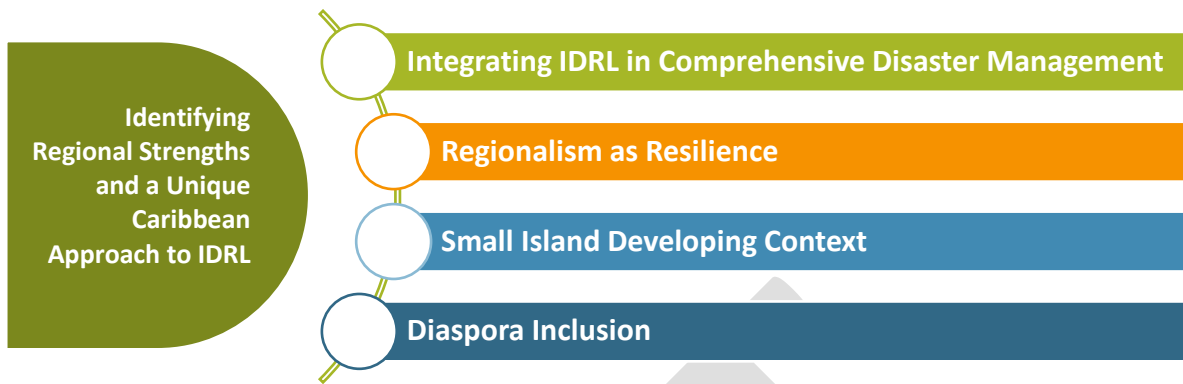 Identifying
Regional Strengths
and a Unique
Caribbean
Approach to IDRL
Integrating IDRL in Comprehensive Disaster Management
Regionalism as Resilience
Small Island Developing Context
Diaspora Inclusion